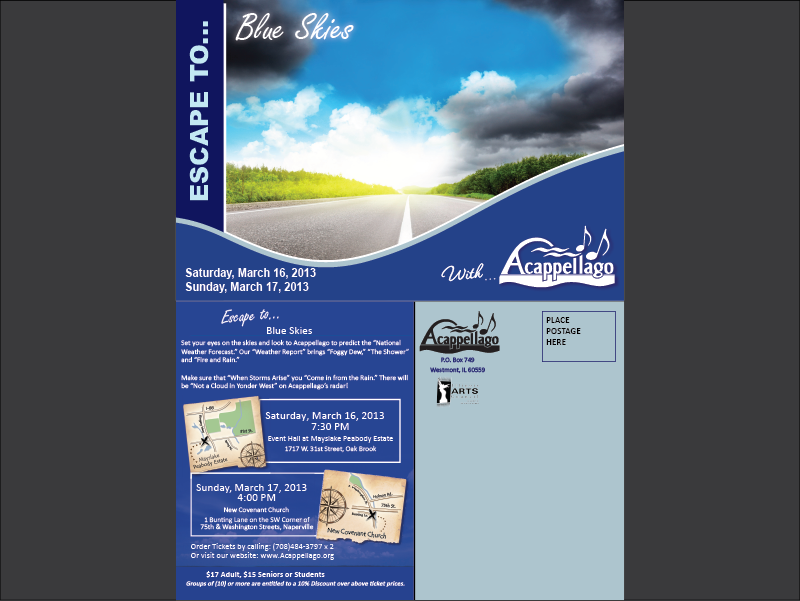 ESCAPE TO...
Blue Skies
Saturday, March 16, 2013
Sunday, March 17, 2013
With...
Acappellago
Escape to...
Blue Skies
Set your eyes on the skies and look to Acappellago to predict the "National
Weather Forecast." Our "Weather Report" brings "Foggy Dew," "The Shower"
and "Fire and Rain."
Make sure that "When Storms Arise" you "Come in from the Rain." There will
be "Not a Cloud in Yonder West" on Acappellago's radar!
I-88
31st St.
Mayslake
Peabody Estate
Saturday, March 16, 2013
7:30 PM
Event Hall at Mayslake Peabody Estate
1717 W. 31st Street, Oak Brook
Sunday, March 17, 2013
4:00 PM
New Covenant Church
1 Bunting Lane on the SW Corner of
75th & Washington Streets, Naperville
75th St.
New Covenant Church
Order Tickets by calling: (708)484-3797 x 2
Or visit our website: www.Acappellago.org
$17 Adult, $15 Seniors or Students
Groups of (10) or more are entitled to a 10% Discount over above ticket prices.
Acappellago
P.O. Box 749
Westmont, IL 60559
ARTS
PLACE
POSTAGE
HERE